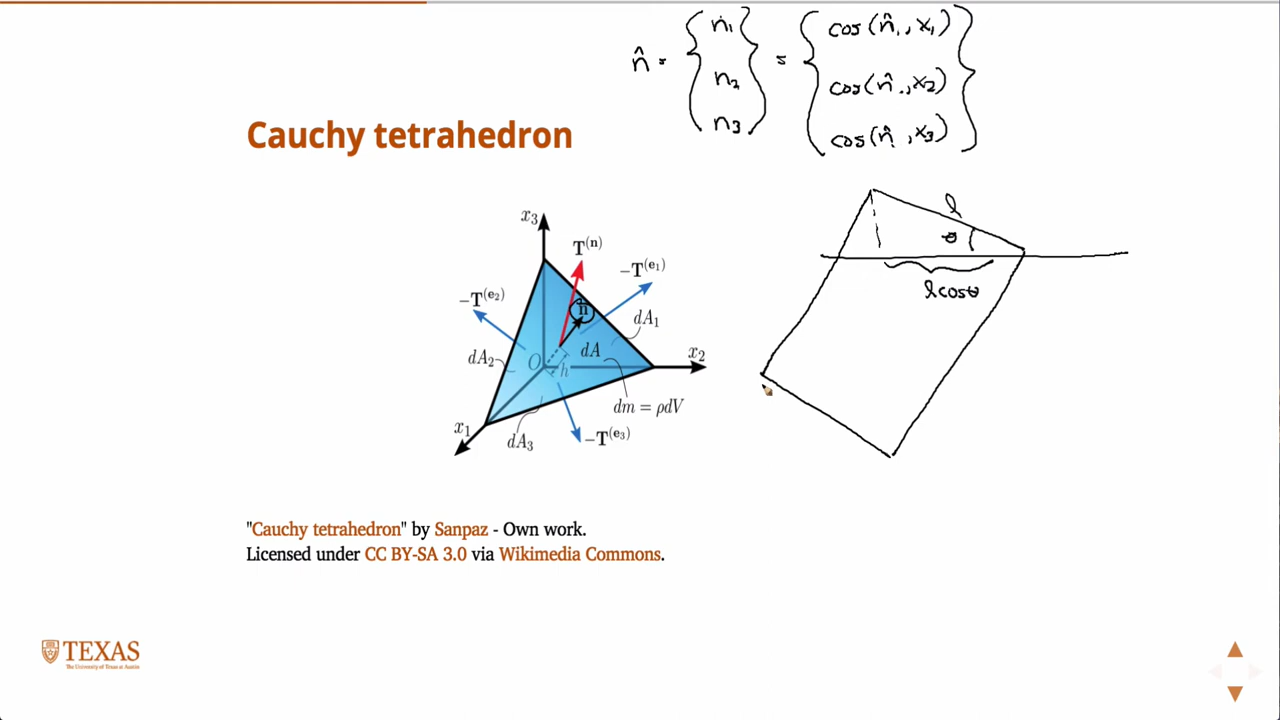 n̂ = { n₁ n₂ n₃ } = { cos(n̂, x₁) cos(n̂, x₂) cos(n̂, x₃) }
Cauchy tetrahedron
x₃
T⁽ⁿ⁾
−T⁽ᵉ¹⁾
−T⁽ᵉ²⁾
n
dA₁
dA₂
O
h
dA
x₂
dm = ρdV
x₁
dA₃
−T⁽ᵉ³⁾
l
θ
l cosθ
"Cauchy tetrahedron" by Sanpaz - Own work.
Licensed under CC BY-SA 3.0 via Wikimedia Commons.
TEXAS
The University of Texas at Austin